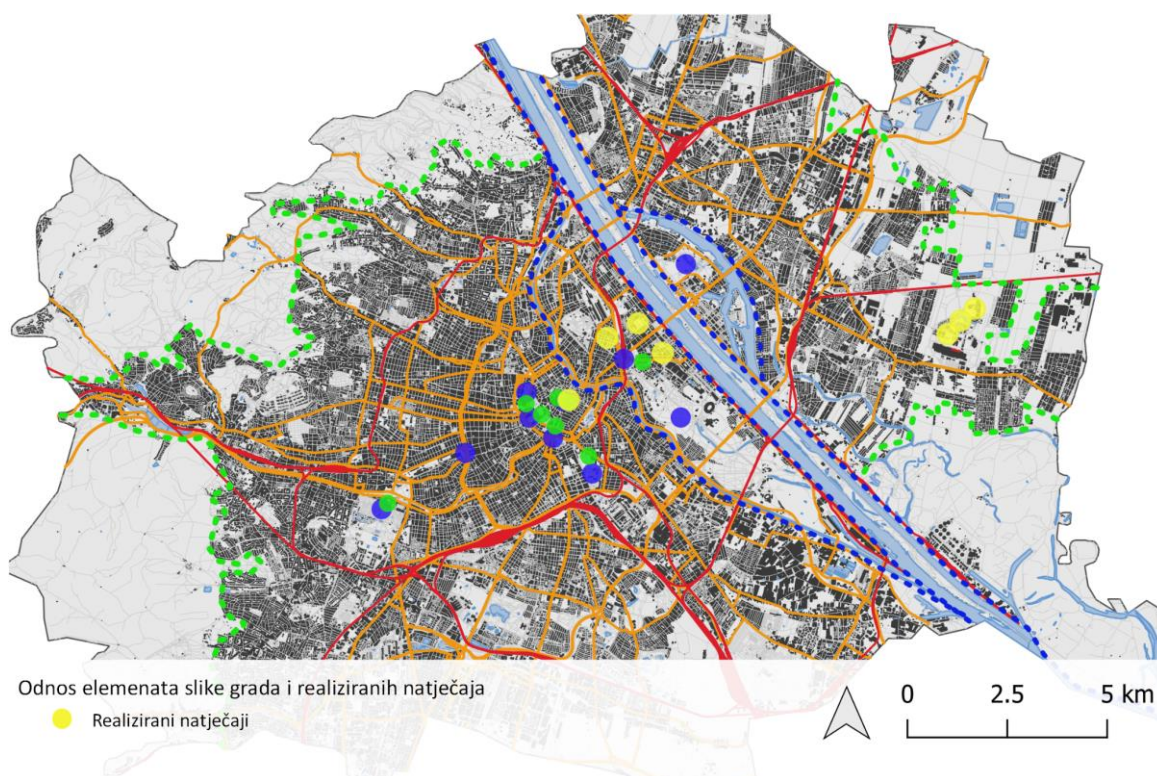 Odnos elemenata slike grada i realiziranih natječaja
Realizirani natječaji
0 2.5 5 km